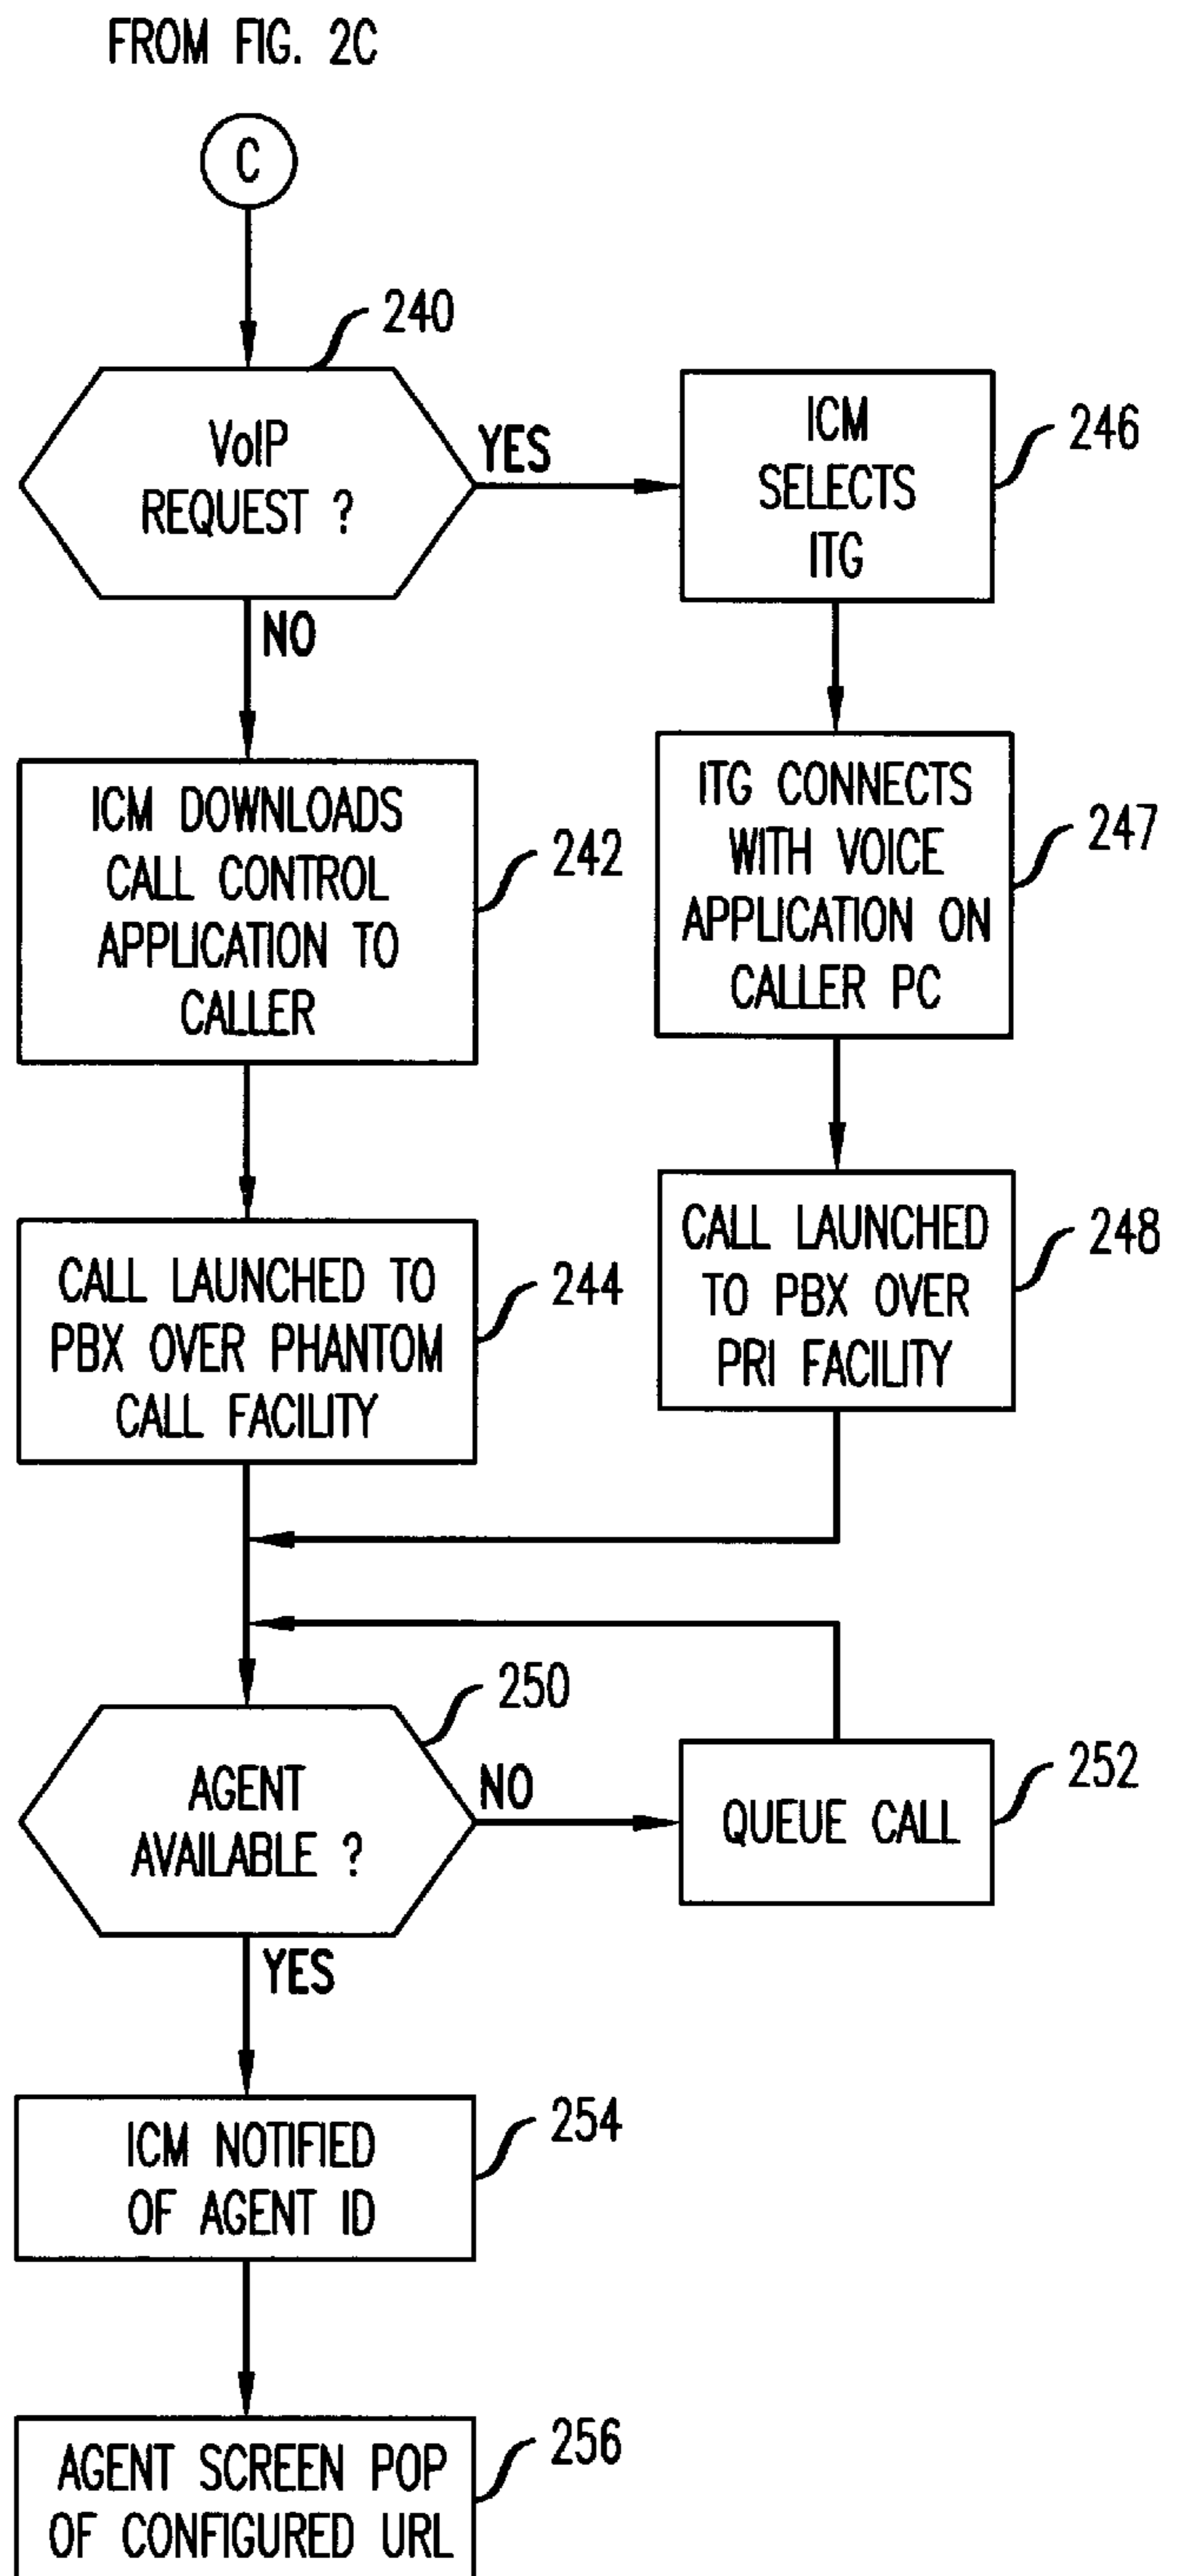 FROM FIG. 2C
C
240
VoIP
REQUEST ?
YES
NO
ICM
SELECTS
ITG
246
ICM DOWNLOADS
CALL CONTROL
APPLICATION TO
CALLER
242
ITG CONNECTS
WITH VOICE
APPLICATION ON
CALLER PC
247
CALL LAUNCHED TO
PBX OVER PHANTOM
CALL FACILITY
244
CALL LAUNCHED
TO PBX OVER
PRI FACILITY
248
250
AGENT
AVAILABLE ?
NO
YES
QUEUE CALL
252
ICM NOTIFIED
OF AGENT ID
254
AGENT SCREEN POP
OF CONFIGURED URL
256